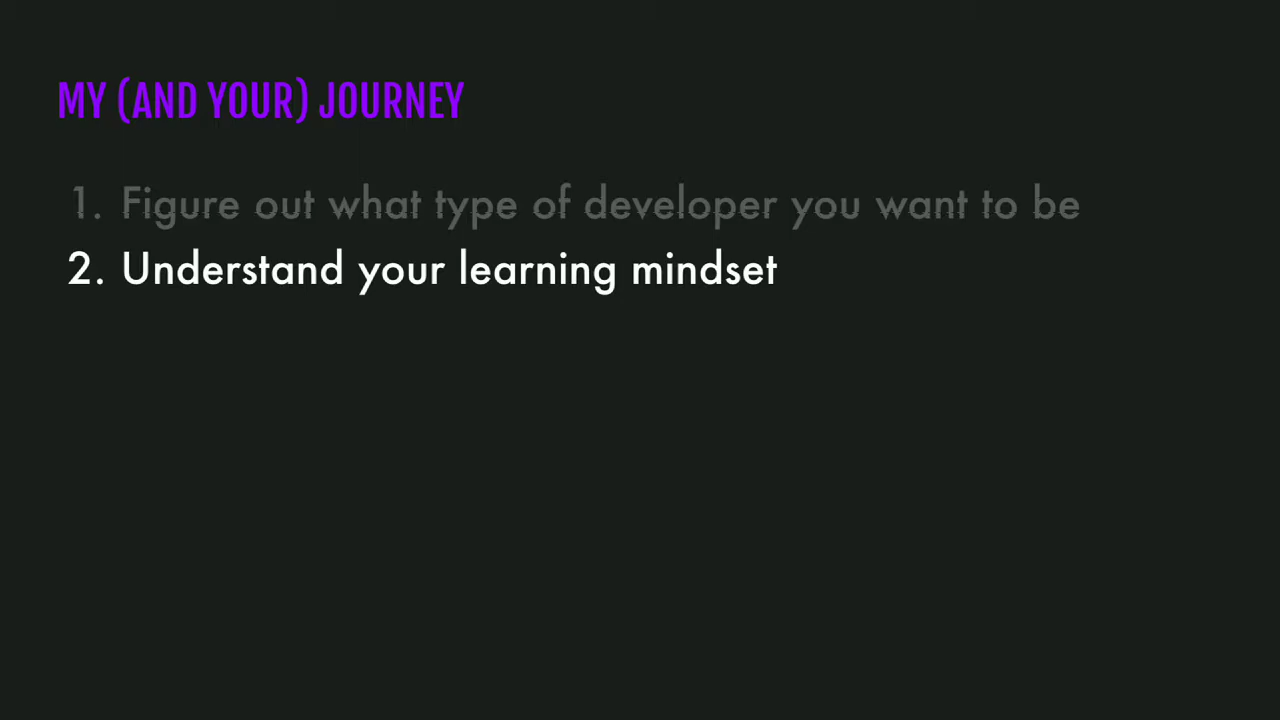 MY (AND YOUR) JOURNEY
1. Figure out what type of developer you want to be
2. Understand your learning mindset